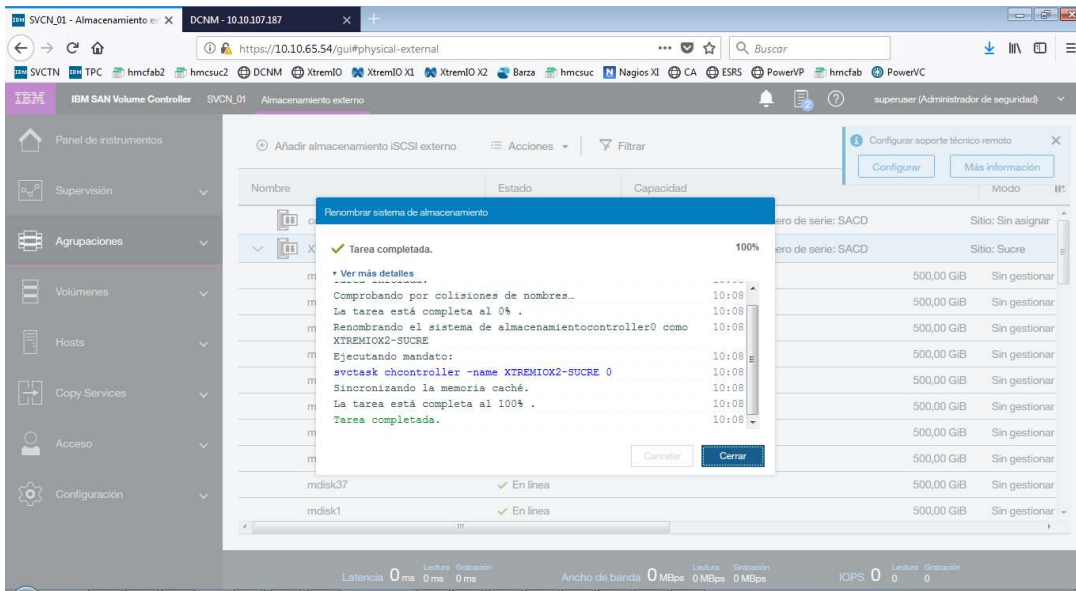 SVCN_01 - Almacenamiento e
DCNM - 10.10.107.187
https://10.10.65.54/gui#physical-external
Buscar
SVCTN TPC hmcfab2 hmcsuc2 DCNM XtremIO XtremIO X1 XtremIO X2 Barza hmcsuc Nagios XI CA ESRS PowerVP hmcfab PowerVC
IBM IBM SAN Volume Controller SVCN_01 Almacenamiento externo
2
superuser (Administrador de seguridad)
Panel de instrumentos
Supervisión
Agrupaciones
Volúmenes
Hosts
Copy Services
Acceso
Configuración
Añadir almacenamiento iSCSI externo Acciones Filtrar
Configurar soporte técnico remoto
Configurar Más información
Nombre Estado Capacidad Modo
ero de serie: SACD Sitio: Sin asignar
X ero de serie: SACD Sitio: Sucre
m 500,00 GiB Sin gestionar
m 500,00 GiB Sin gestionar
m 500,00 GiB Sin gestionar
m 500,00 GiB Sin gestionar
m 500,00 GiB Sin gestionar
m 500,00 GiB Sin gestionar
m 500,00 GiB Sin gestionar
m 500,00 GiB Sin gestionar
mdisk37 En línea 500,00 GiB Sin gestionar
mdisk1 En línea 500,00 GiB Sin gestionar
Renombrar sistema de almacenamiento
Tarea completada. 100%
Ver más detalles
Comprobando por colisiones de nombres... 10:08
La tarea está completa al 0% . 10:08
Renombrando el sistema de almacenamientocontroller0 como 10:08
XTREMIOX2-SUCRE
Ejecutando mandato: 10:08
svctask chcontroller -name XTREMIOX2-SUCRE 0 10:08
Sincronizando la memoria caché. 10:08
La tarea está completa al 100% . 10:08
Tarea completada. 10:08
Cancelar Cerrar
Latencia 0 ms Lectura 0 ms Grabación 0 ms
Ancho de banda 0 MBps Lectura 0 MBps Grabación 0 MBps
IOPS 0 Lectura 0 Grabación 0